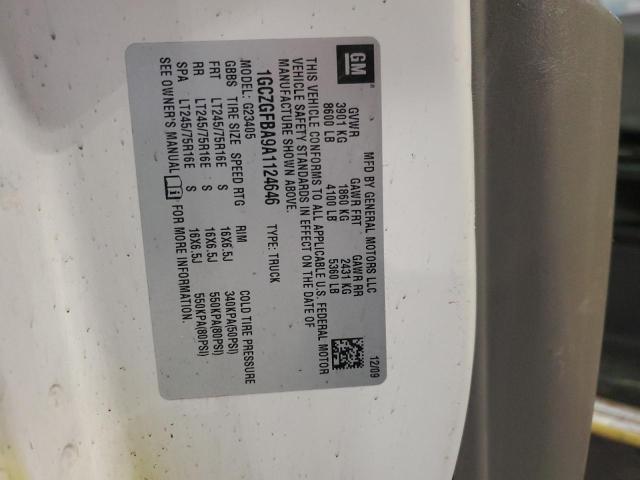 GM
MFD BY GENERAL MOTORS LLC 12/09
GVWR GAWR FRT GAWR RR
3901 KG 1860 KG 2431 KG
8600 LB 4100 LB 5360 LB
THIS VEHICLE CONFORMS TO ALL APPLICABLE U.S. FEDERAL MOTOR
VEHICLE SAFETY STANDARDS IN EFFECT ON THE DATE OF
MANUFACTURE SHOWN ABOVE.
1GCZGFBA9A1124646 TYPE: TRUCK
MODEL: G23405
GBBS TIRE SIZE SPEED RTG RIM COLD TIRE PRESSURE
FRT LT245/75R16E S 16X6.5J 340KPA(50PSI)
RR LT245/75R16E S 16X6.5J 550KPA(80PSI)
SPA LT245/75R16E S 16X6.5J 550KPA(80PSI)
SEE OWNER'S MANUAL FOR MORE INFORMATION.